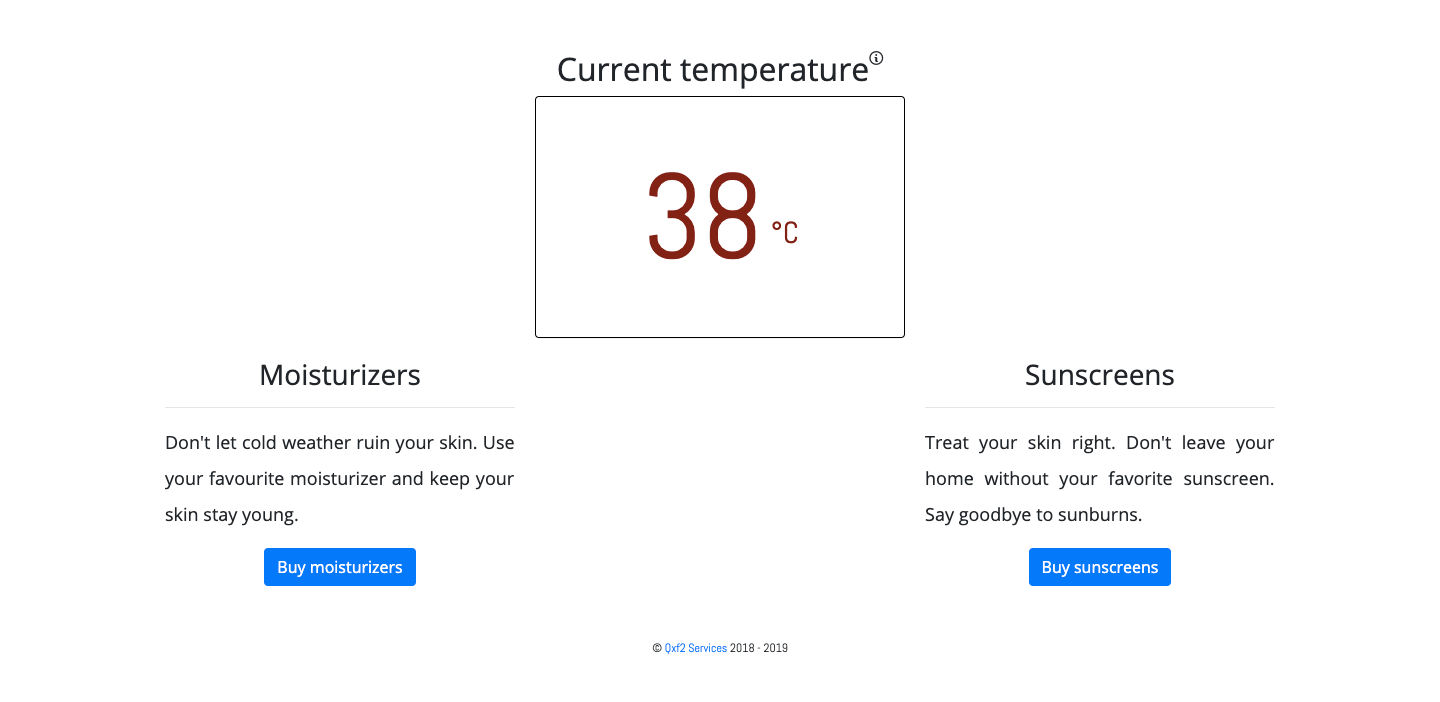 Current temperature
38 °C
Moisturizers
Don't let cold weather ruin your skin. Use
your favourite moisturizer and keep your
skin stay young.
Buy moisturizers
Sunscreens
Treat your skin right. Don't leave your
home without your favorite sunscreen.
Say goodbye to sunburns.
Buy sunscreens
© Qxf2 Services 2018 - 2019